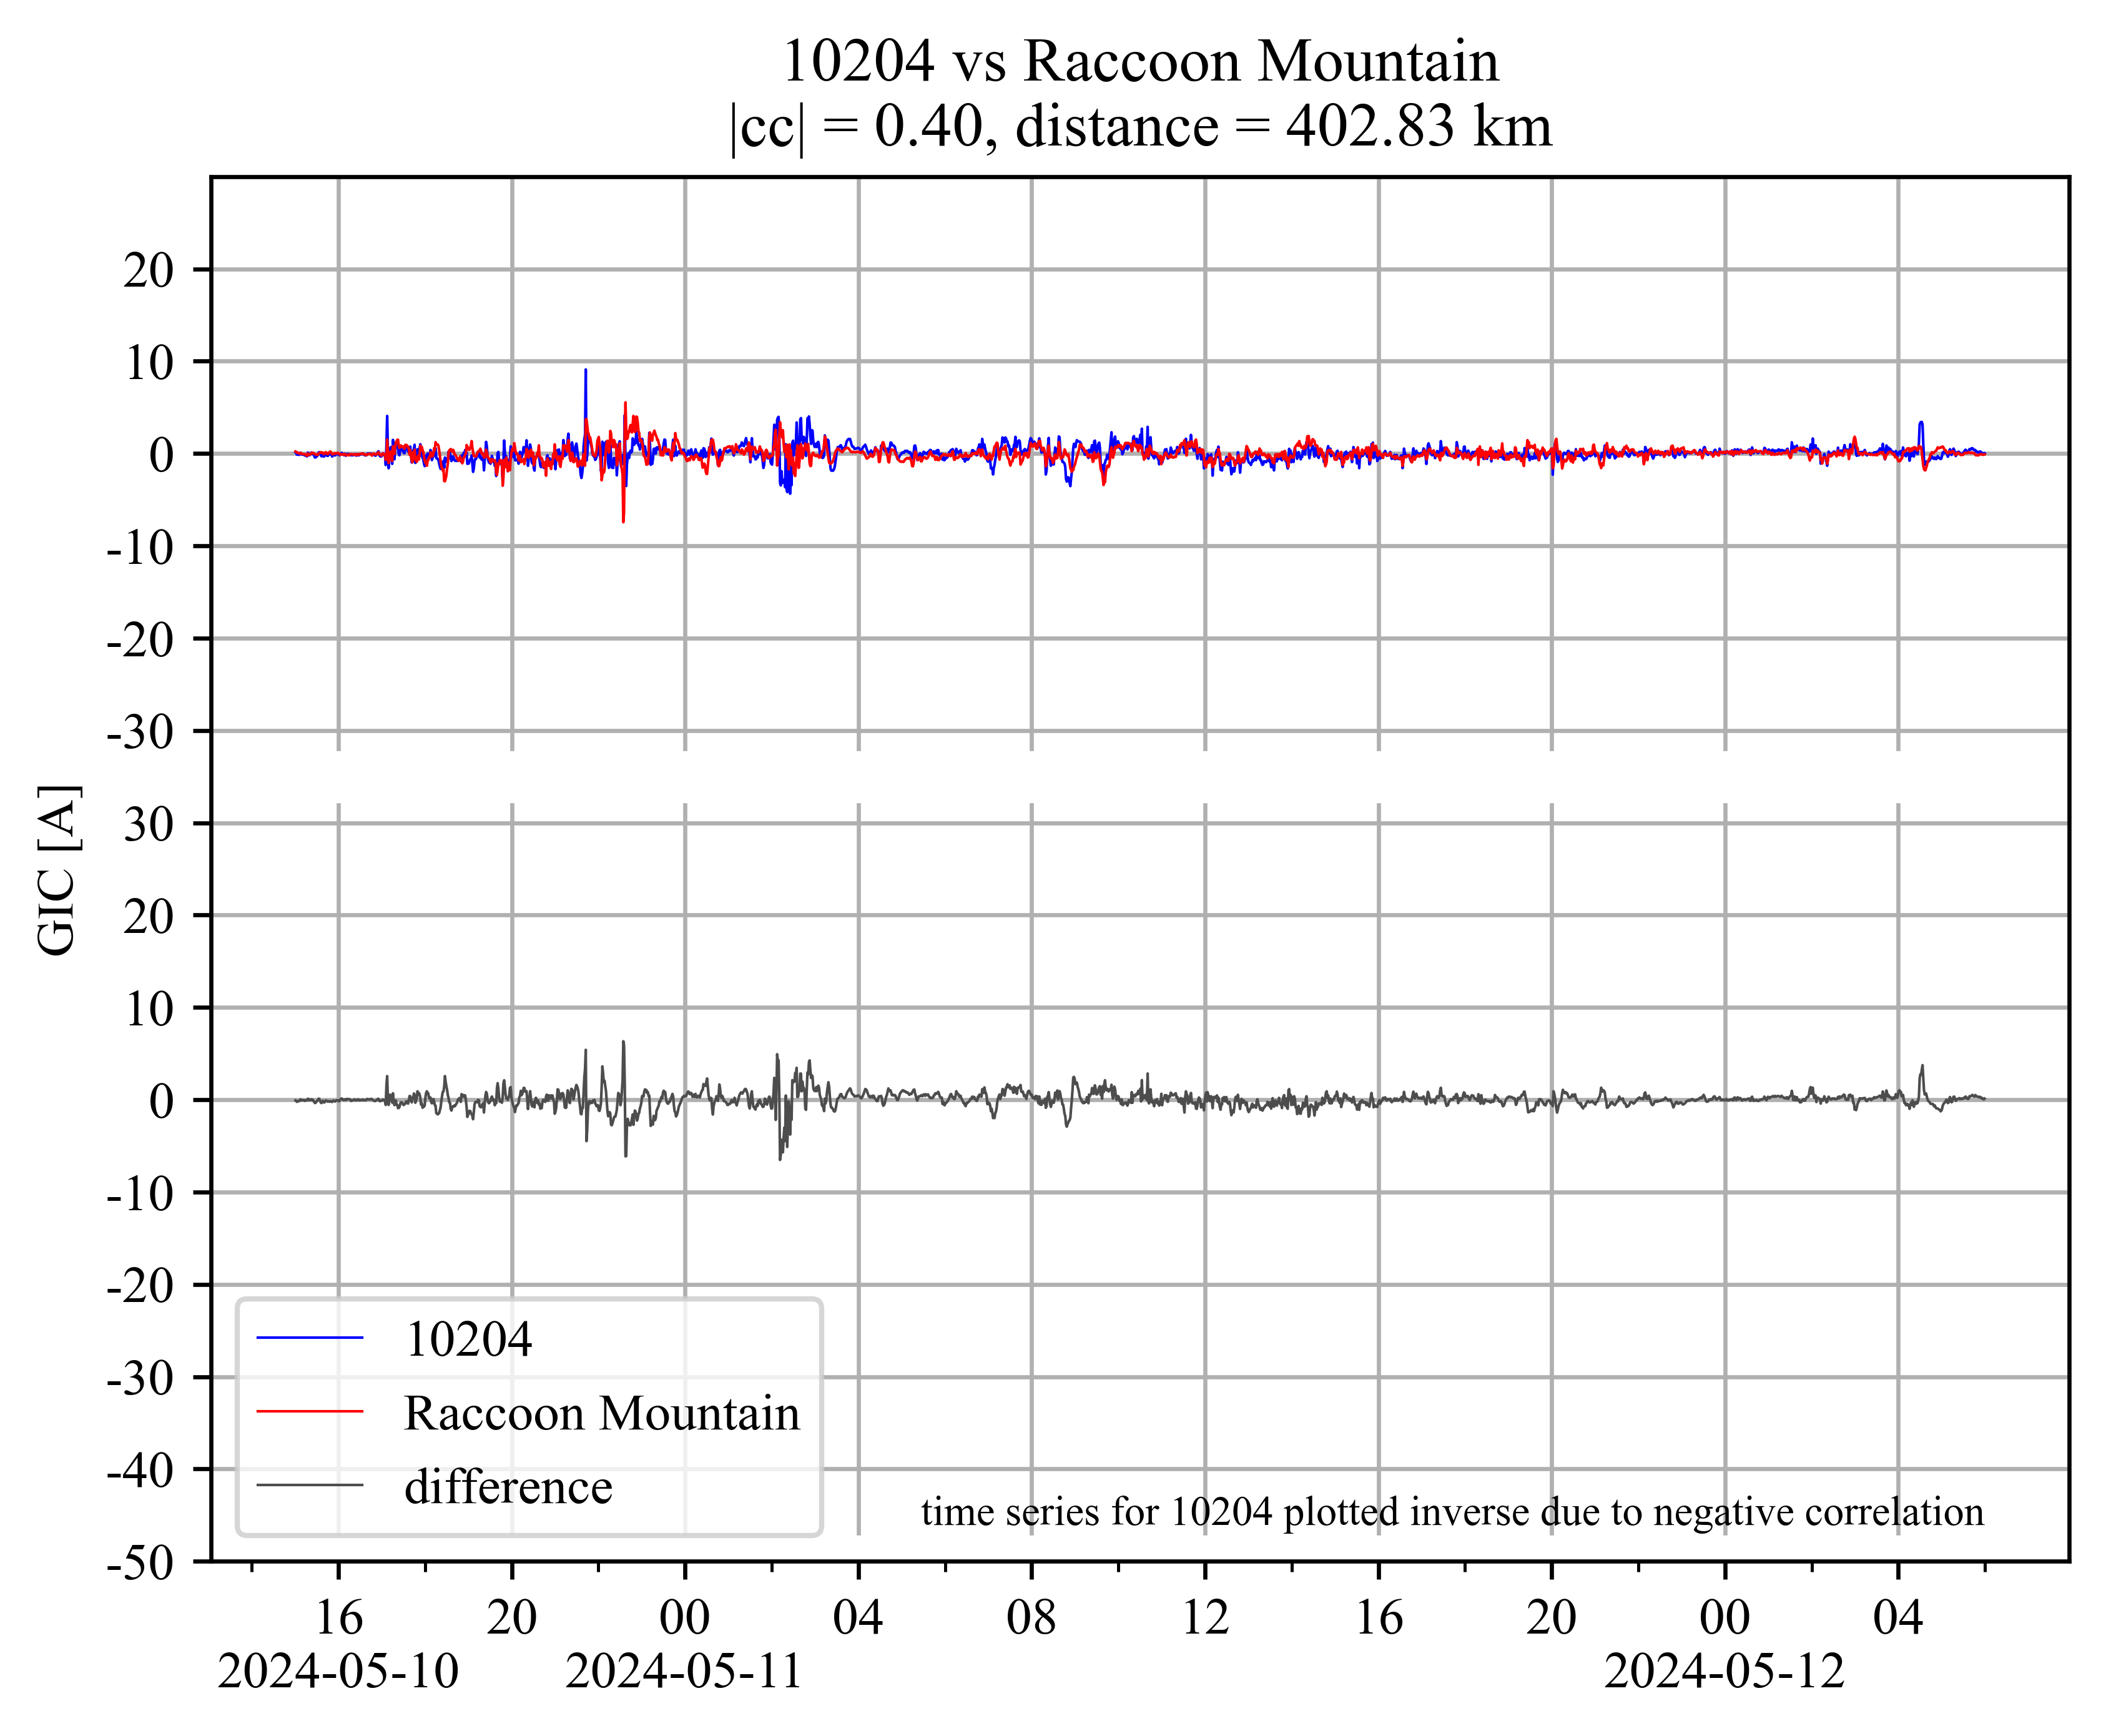 10204 vs Raccoon Mountain
|cc| = 0.40, distance = 402.83 km
GIC [A]
20
10
0
-10
-20
-30
30
20
10
0
-10
-20
-30
-40
-50
10204
Raccoon Mountain
difference
time series for 10204 plotted inverse due to negative correlation
16 20 00 04 08 12 16 20 00 04
2024-05-10 2024-05-11 2024-05-12